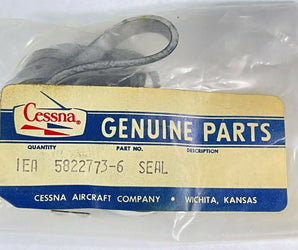 Cessna®
GENUINE PARTS
QUANTITY PART NO. DESCRIPTION
1EA 5822773-6 SEAL
CESSNA AIRCRAFT COMPANY • WICHITA, KANSAS